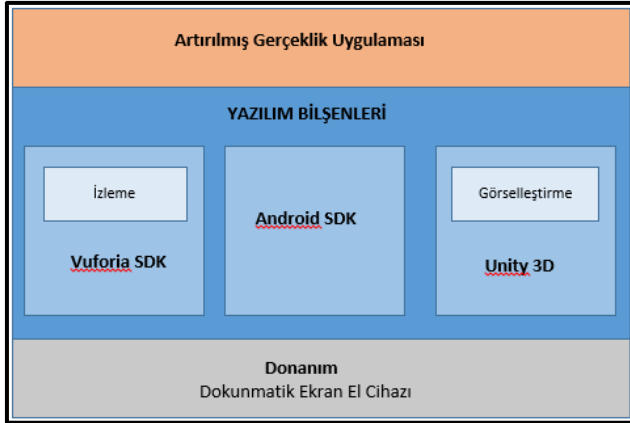 Artırılmış Gerçeklik Uygulaması
YAZILIM BİLŞENLERİ
İzleme
Vuforia SDK
Android SDK
Görselleştirme
Unity 3D
Donanım
Dokunmatik Ekran El Cihazı